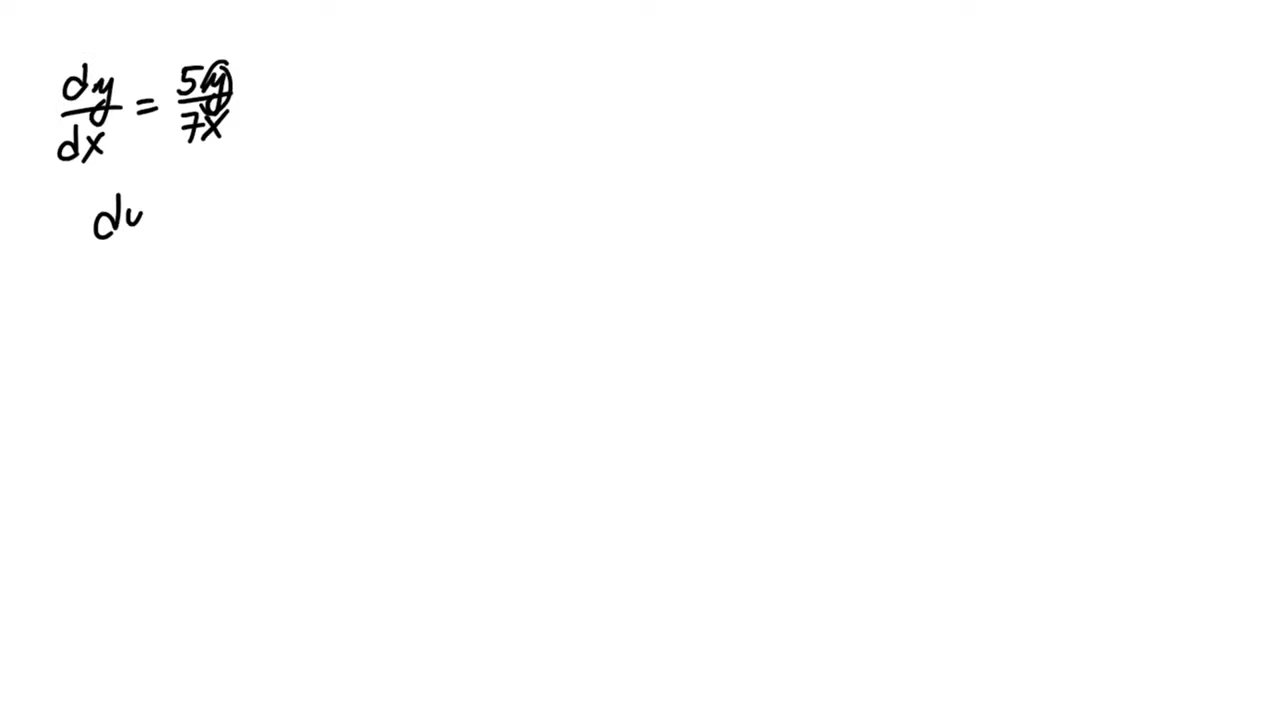 dy/dx = 5y/7x
du